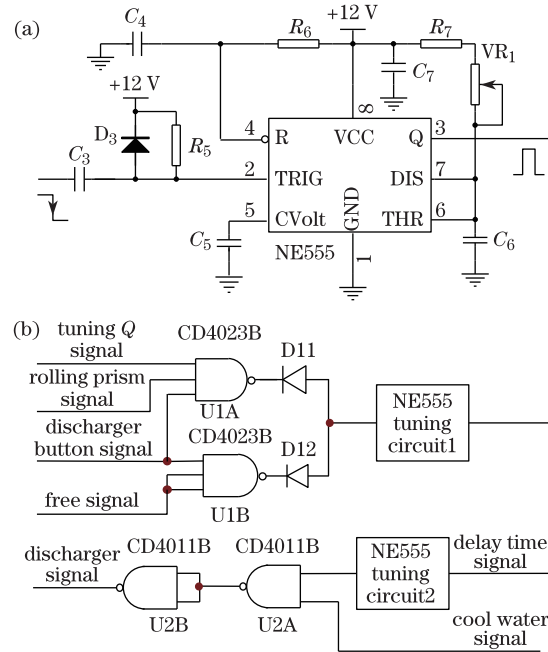 (a)
C4
R6
+12 V
R7
VR1
+12 V
C7
D3
R5
4
R
8
VCC
Q
3
C3
2
TRIG
DIS
7
5
CVolt
GND
THR
6
C5
NE555
1
C6
(b)
tuning Q
signal
CD4023B
D11
rolling prism
signal
U1A
NE555
tuning
circuit1
discharger
button signal
CD4023B
D12
free signal
U1B
discharger
signal
CD4011B
CD4011B
NE555
tuning
circuit2
delay time
signal
U2B
U2A
cool water
signal